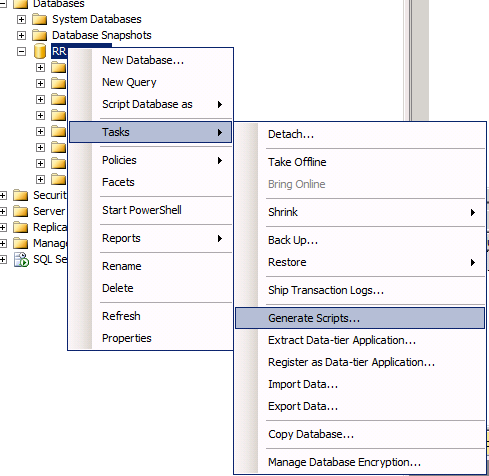 Databases
System Databases
Database Snapshots
RR
New Database...
New Query
Script Database as
Tasks
Policies
Facets
Start PowerShell
Reports
Rename
Delete
Refresh
Properties
Detach...
Take Offline
Bring Online
Shrink
Back Up...
Restore
Ship Transaction Logs...
Generate Scripts...
Extract Data-tier Application...
Register as Data-tier Application...
Import Data...
Export Data...
Copy Database...
Manage Database Encryption...
Securit
Server
Replica
Manag
SQL Se